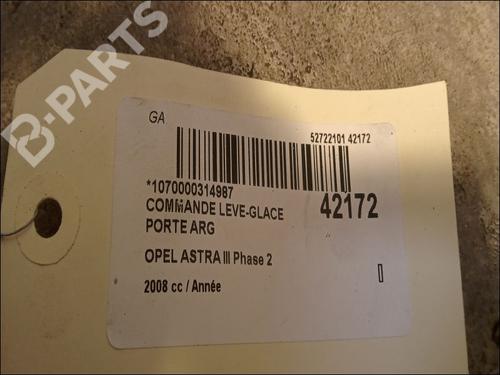 B-PARTS
GA
52722101 42172
*1070000314987
COMMANDE LEVE-GLACE
42172
PORTE ARG
OPEL ASTRA III Phase 2
2008 cc / Année